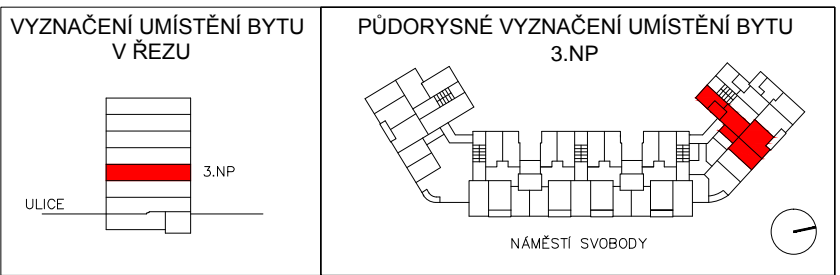 VYZNAČENÍ UMÍSTĚNÍ BYTU
V ŘEZU
3.NP
ULICE
PŮDORYSNÉ VYZNAČENÍ UMÍSTĚNÍ BYTU
3.NP
NÁMĚSTÍ SVOBODY